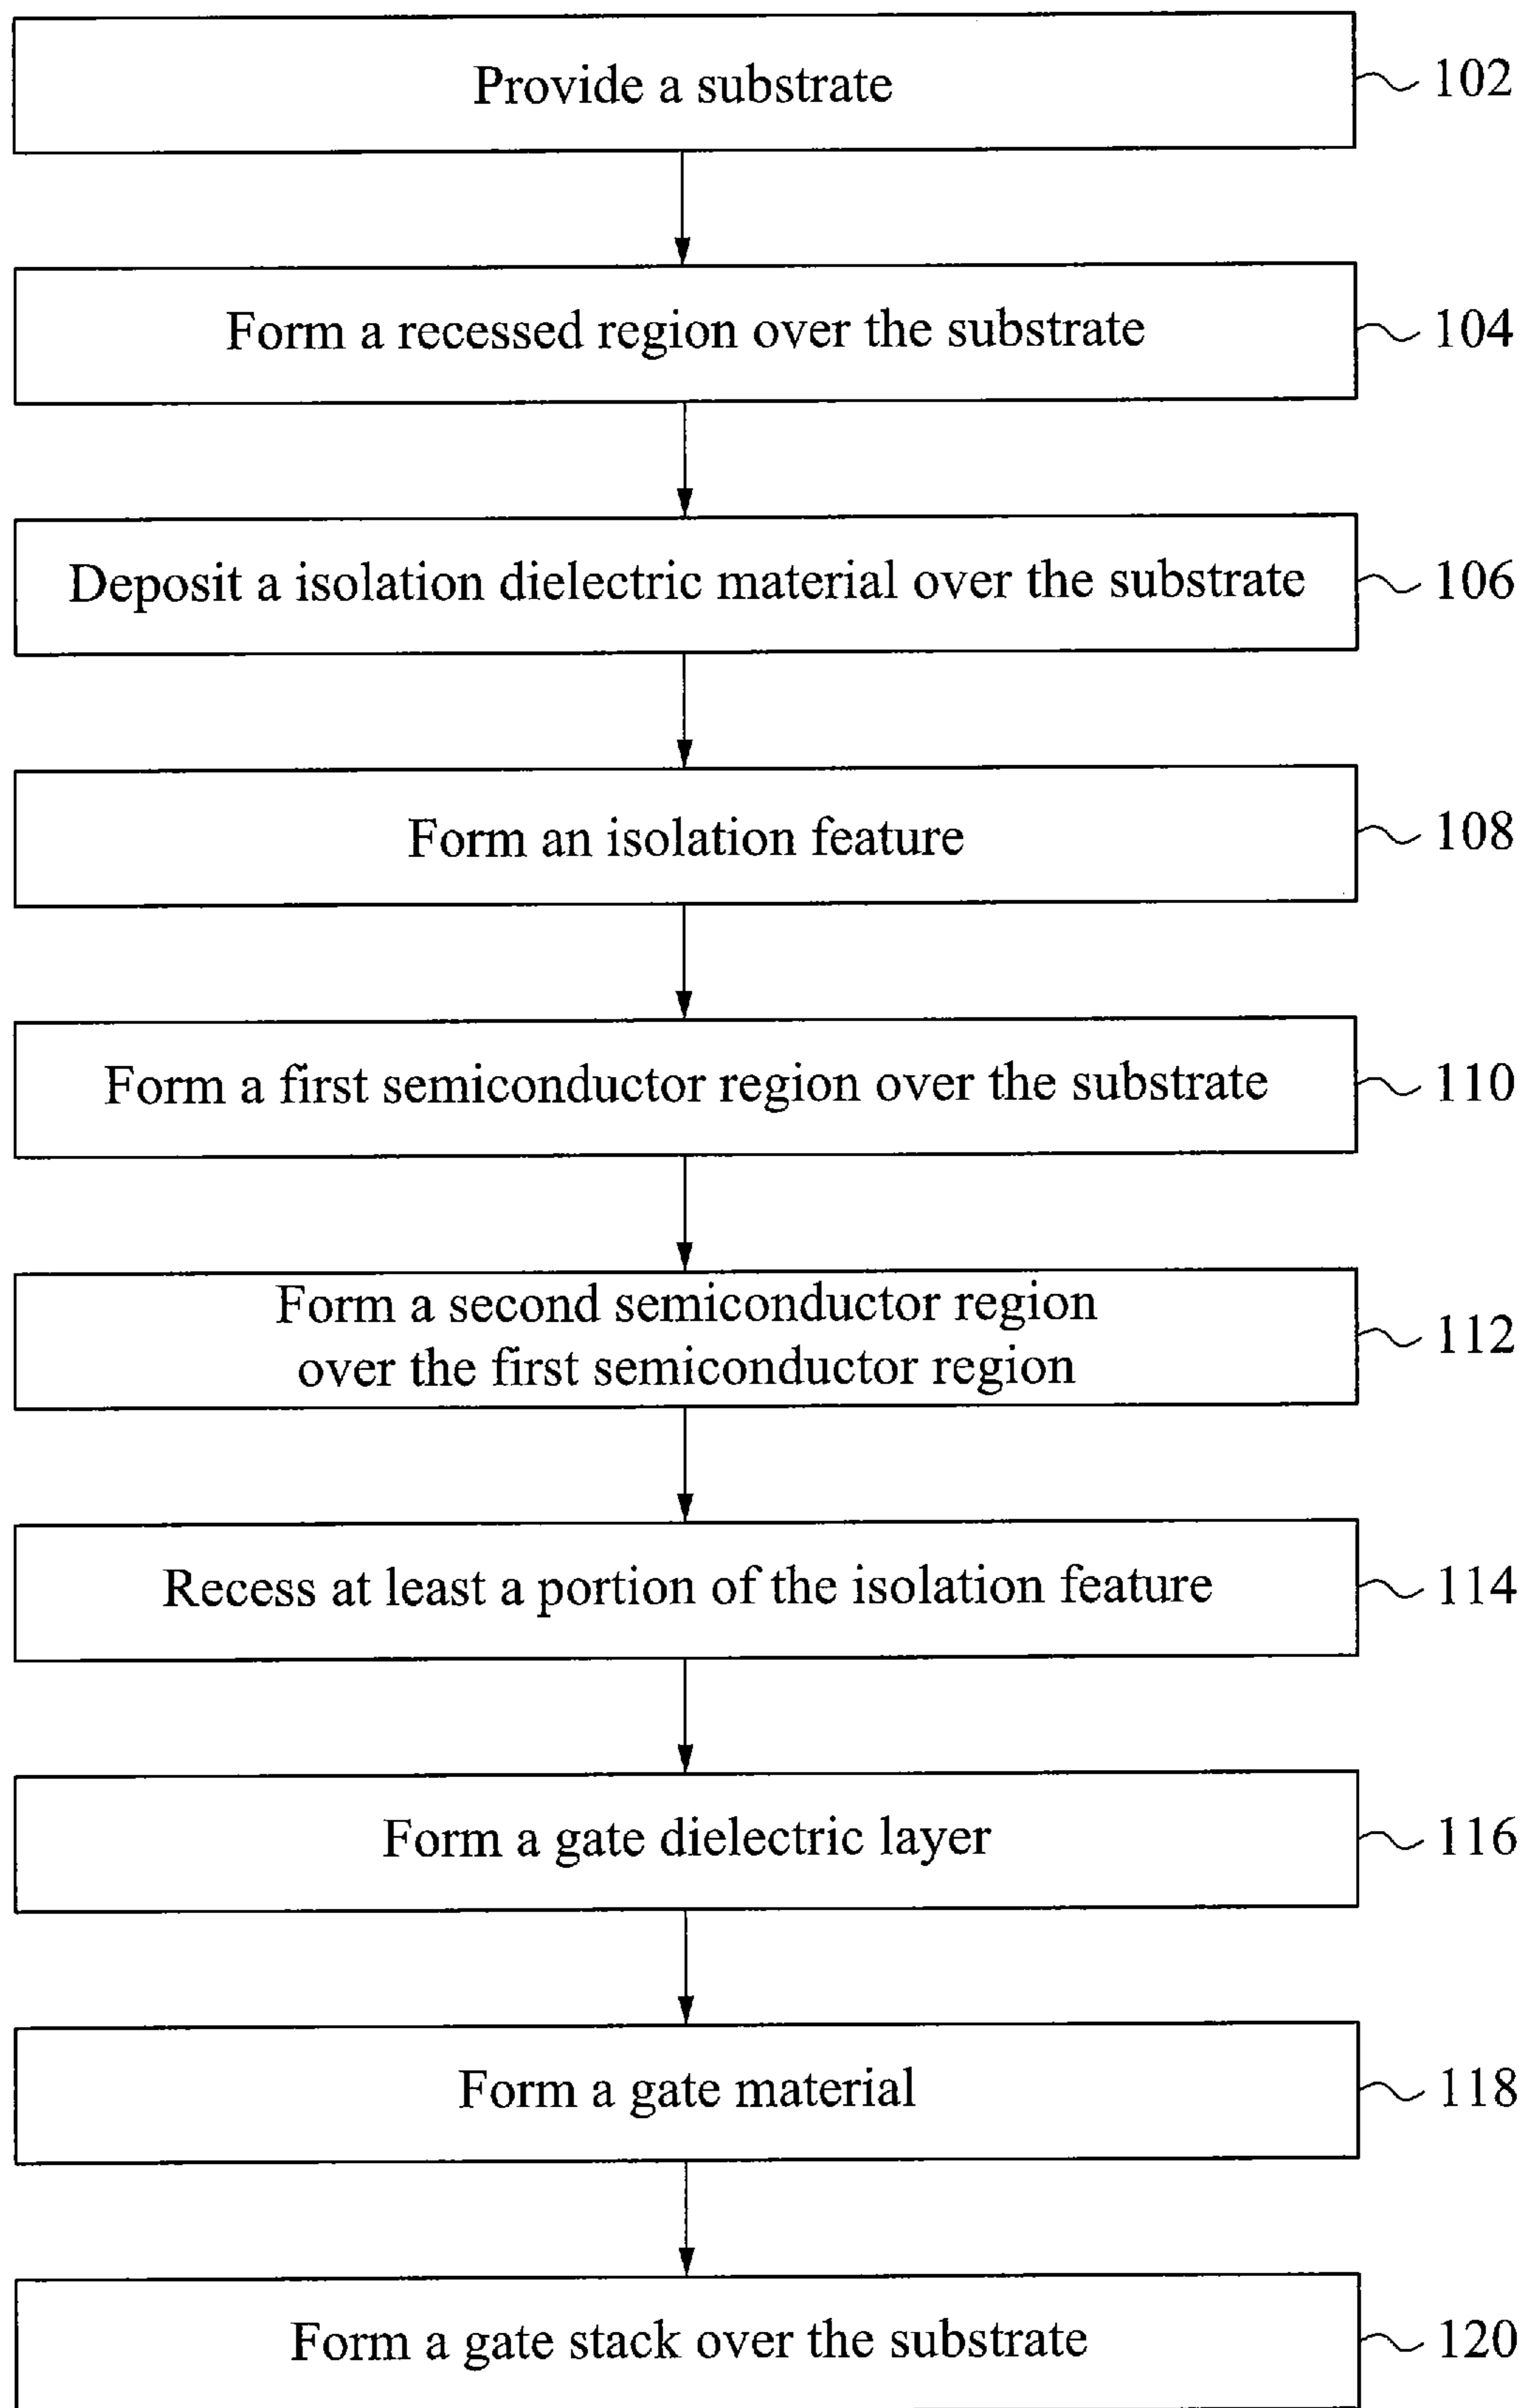 Provide a substrate
102
Form a recessed region over the substrate
104
Deposit a isolation dielectric material over the substrate
106
Form an isolation feature
108
Form a first semiconductor region over the substrate
110
Form a second semiconductor region
over the first semiconductor region
112
Recess at least a portion of the isolation feature
114
Form a gate dielectric layer
116
Form a gate material
118
Form a gate stack over the substrate
120